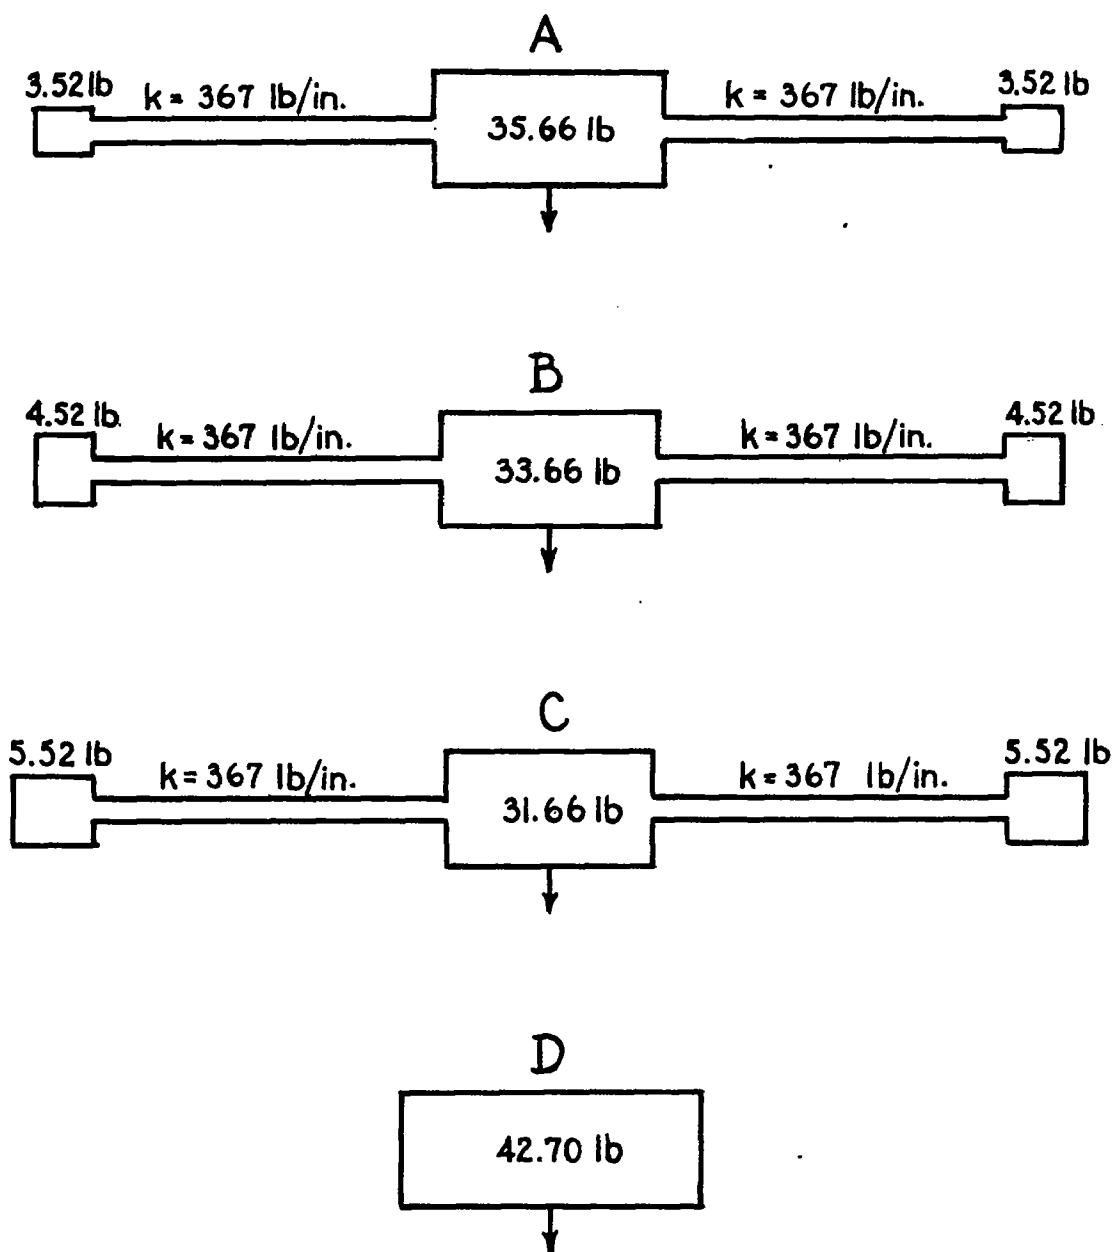 A
3.52 lb k = 367 lb/in. 35.66 lb k = 367 lb/in. 3.52 lb
B
4.52 lb. k = 367 lb/in. 33.66 lb k = 367 lb/in. 4.52 lb
C
5.52 lb k = 367 lb/in. 31.66 lb k = 367 lb/in. 5.52 lb
D
42.70 lb